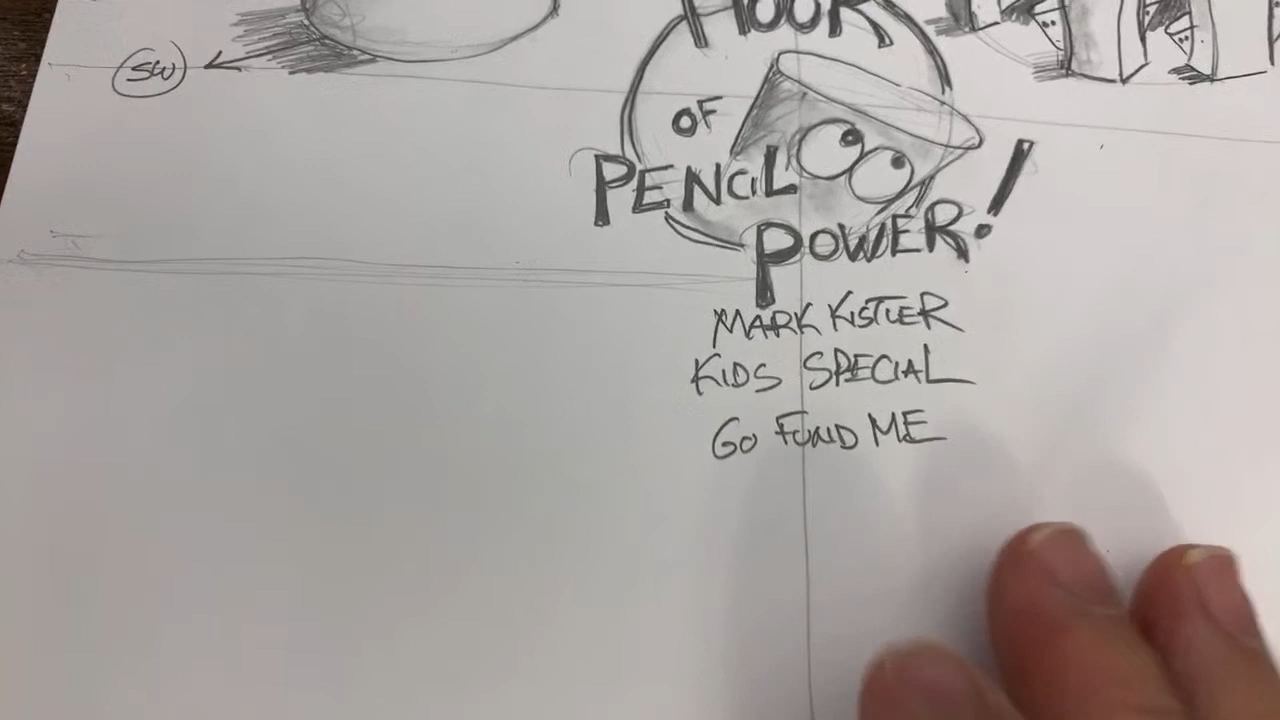 HOUR
SW
OF
PENCIL
POWER!
MARK KISTLER
KIDS SPECIAL
GO FUND ME